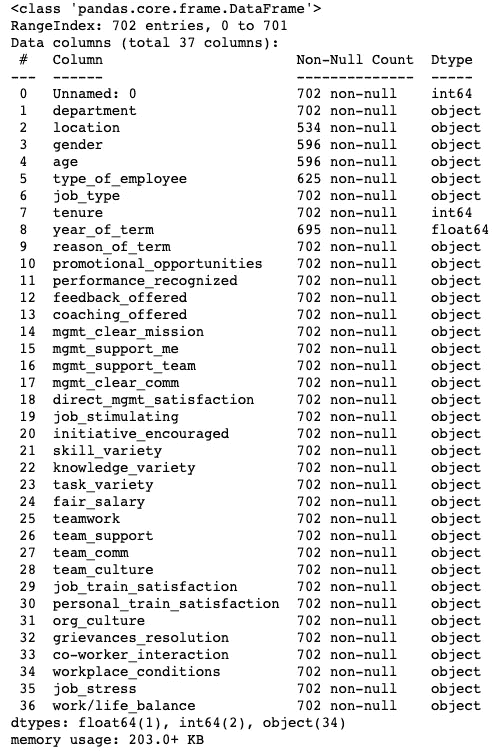 <class 'pandas.core.frame.DataFrame'>
RangeIndex: 702 entries, 0 to 701
Data columns (total 37 columns):
 #   Column                       Non-Null Count  Dtype
---  ------                       --------------  -----
 0   Unnamed: 0                   702 non-null    int64
 1   department                   702 non-null    object
 2   location                     534 non-null    object
 3   gender                       596 non-null    object
 4   age                          596 non-null    object
 5   type_of_employee             625 non-null    object
 6   job_type                     702 non-null    object
 7   tenure                       702 non-null    int64
 8   year_of_term                 695 non-null    float64
 9   reason_of_term               702 non-null    object
 10  promotional_opportunities    702 non-null    object
 11  performance_recognized       702 non-null    object
 12  feedback_offered             702 non-null    object
 13  coaching_offered             702 non-null    object
 14  mgmt_clear_mission           702 non-null    object
 15  mgmt_support_me              702 non-null    object
 16  mgmt_support_team            702 non-null    object
 17  mgmt_clear_comm              702 non-null    object
 18  direct_mgmt_satisfaction     702 non-null    object
 19  job_stimulating              702 non-null    object
 20  initiative_encouraged        702 non-null    object
 21  skill_variety                702 non-null    object
 22  knowledge_variety            702 non-null    object
 23  task_variety                 702 non-null    object
 24  fair_salary                  702 non-null    object
 25  teamwork                     702 non-null    object
 26  team_support                 702 non-null    object
 27  team_comm                    702 non-null    object
 28  team_culture                 702 non-null    object
 29  job_train_satisfaction       702 non-null    object
 30  personal_train_satisfaction  702 non-null    object
 31  org_culture                  702 non-null    object
 32  grievances_resolution        702 non-null    object
 33  co-worker_interaction        702 non-null    object
 34  workplace_conditions         702 non-null    object
 35  job_stress                   702 non-null    object
 36  work/life_balance            702 non-null    object
dtypes: float64(1), int64(2), object(34)
memory usage: 203.0+ KB